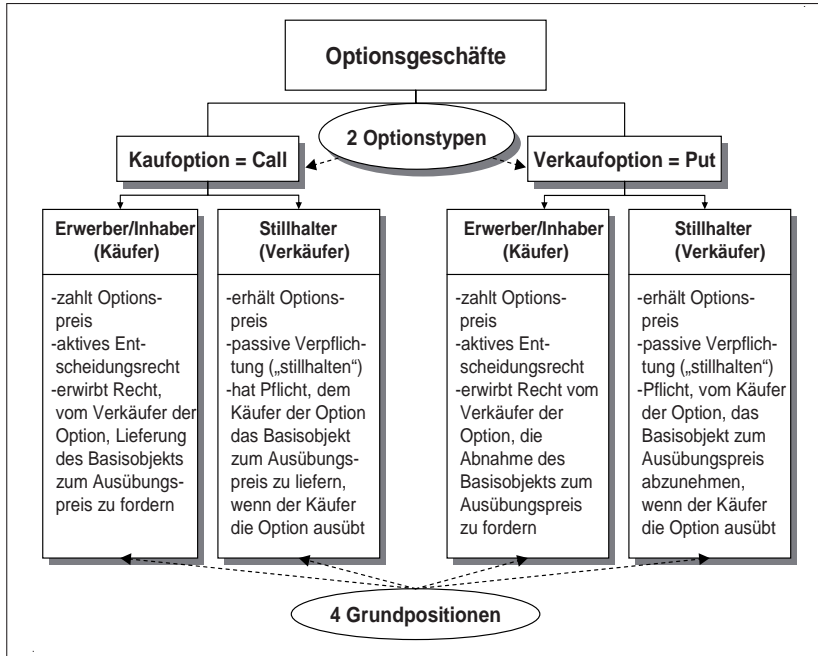 Optionsgeschäfte
2 Optionstypen
Kaufoption = Call
Verkaufoption = Put
Erwerber/Inhaber
(Käufer)
-zahlt Options-
preis
-aktives Ent-
scheidungsrecht
-erwirbt Recht,
vom Verkäufer der
Option, Lieferung
des Basisobjekts
zum Ausübungs-
preis zu fordern
Stillhalter
(Verkäufer)
-erhält Options-
preis
-passive Verpflich-
tung („stillhalten“)
-hat Pflicht, dem
Käufer der Option
das Basisobjekt
zum Ausübungs-
preis zu liefern,
wenn der Käufer
die Option ausübt
Erwerber/Inhaber
(Käufer)
-zahlt Options-
preis
-aktives Ent-
scheidungsrecht
-erwirbt Recht vom
Verkäufer der
Option, die
Abnahme des
Basisobjekts zum
Ausübungspreis
zu fordern
Stillhalter
(Verkäufer)
-erhält Options-
preis
-passive Verpflich-
tung („stillhalten“)
-Pflicht, vom Käufer
der Option, das
Basisobjekt zum
Ausübungspreis
abzunehmen,
wenn der Käufer
die Option ausübt
4 Grundpositionen